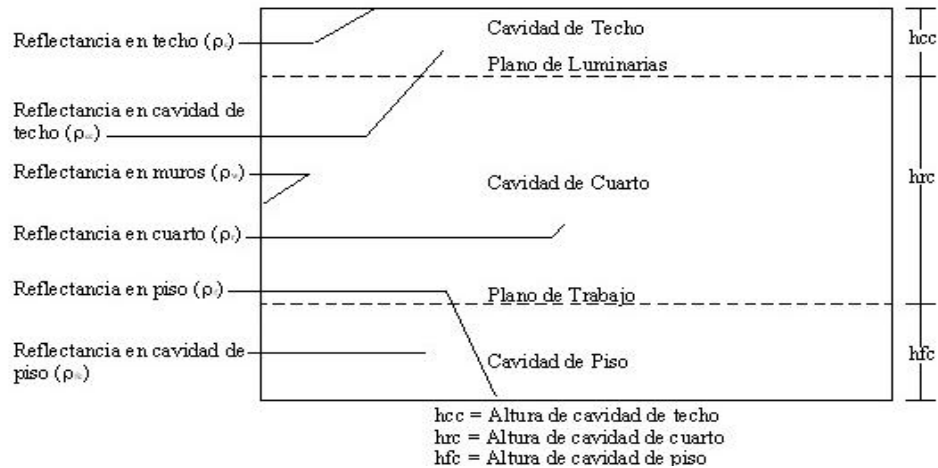 Reflectancia en techo (ρ)
Cavidad de Techo
hcc
Plano de Luminarias
Reflectancia en cavidad de
techo (ρ)
Reflectancia en muros (ρ)
Cavidad de Cuarto
hrc
Reflectancia en cuarto (ρ)
Reflectancia en piso (ρ)
Plano de Trabajo
Reflectancia en cavidad de
piso (ρ)
Cavidad de Piso
hfc
hcc = Altura de cavidad de techo
hrc = Altura de cavidad de cuarto
hfc = Altura de cavidad de piso